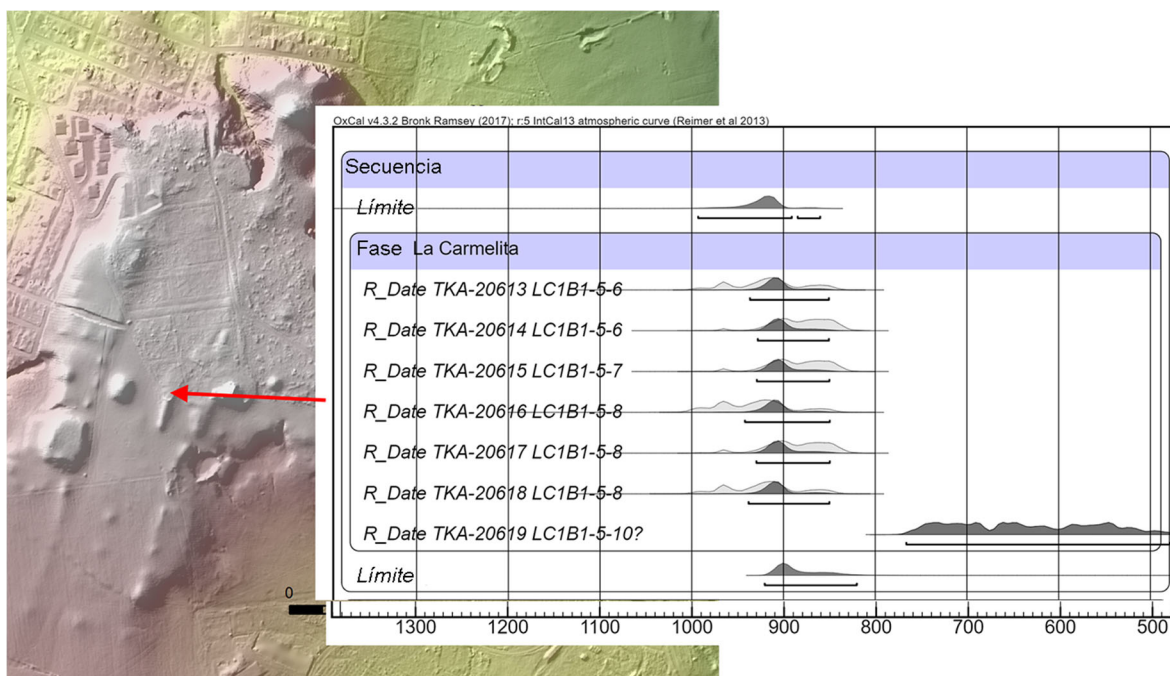 OxCal v4.3.2 Bronk Ramsey (2017); r:5 IntCal13 atmospheric curve (Reimer et al 2013)
Secuencia
Límite
Fase La Carmelita
R_Date TKA-20613 LC1B1-5-6
R_Date TKA-20614 LC1B1-5-6
R_Date TKA-20615 LC1B1-5-7
R_Date TKA-20616 LC1B1-5-8
R_Date TKA-20617 LC1B1-5-8
R_Date TKA-20618 LC1B1-5-8
R_Date TKA-20619 LC1B1-5-10?
Límite
0
1300 1200 1100 1000 900 800 700 600 500